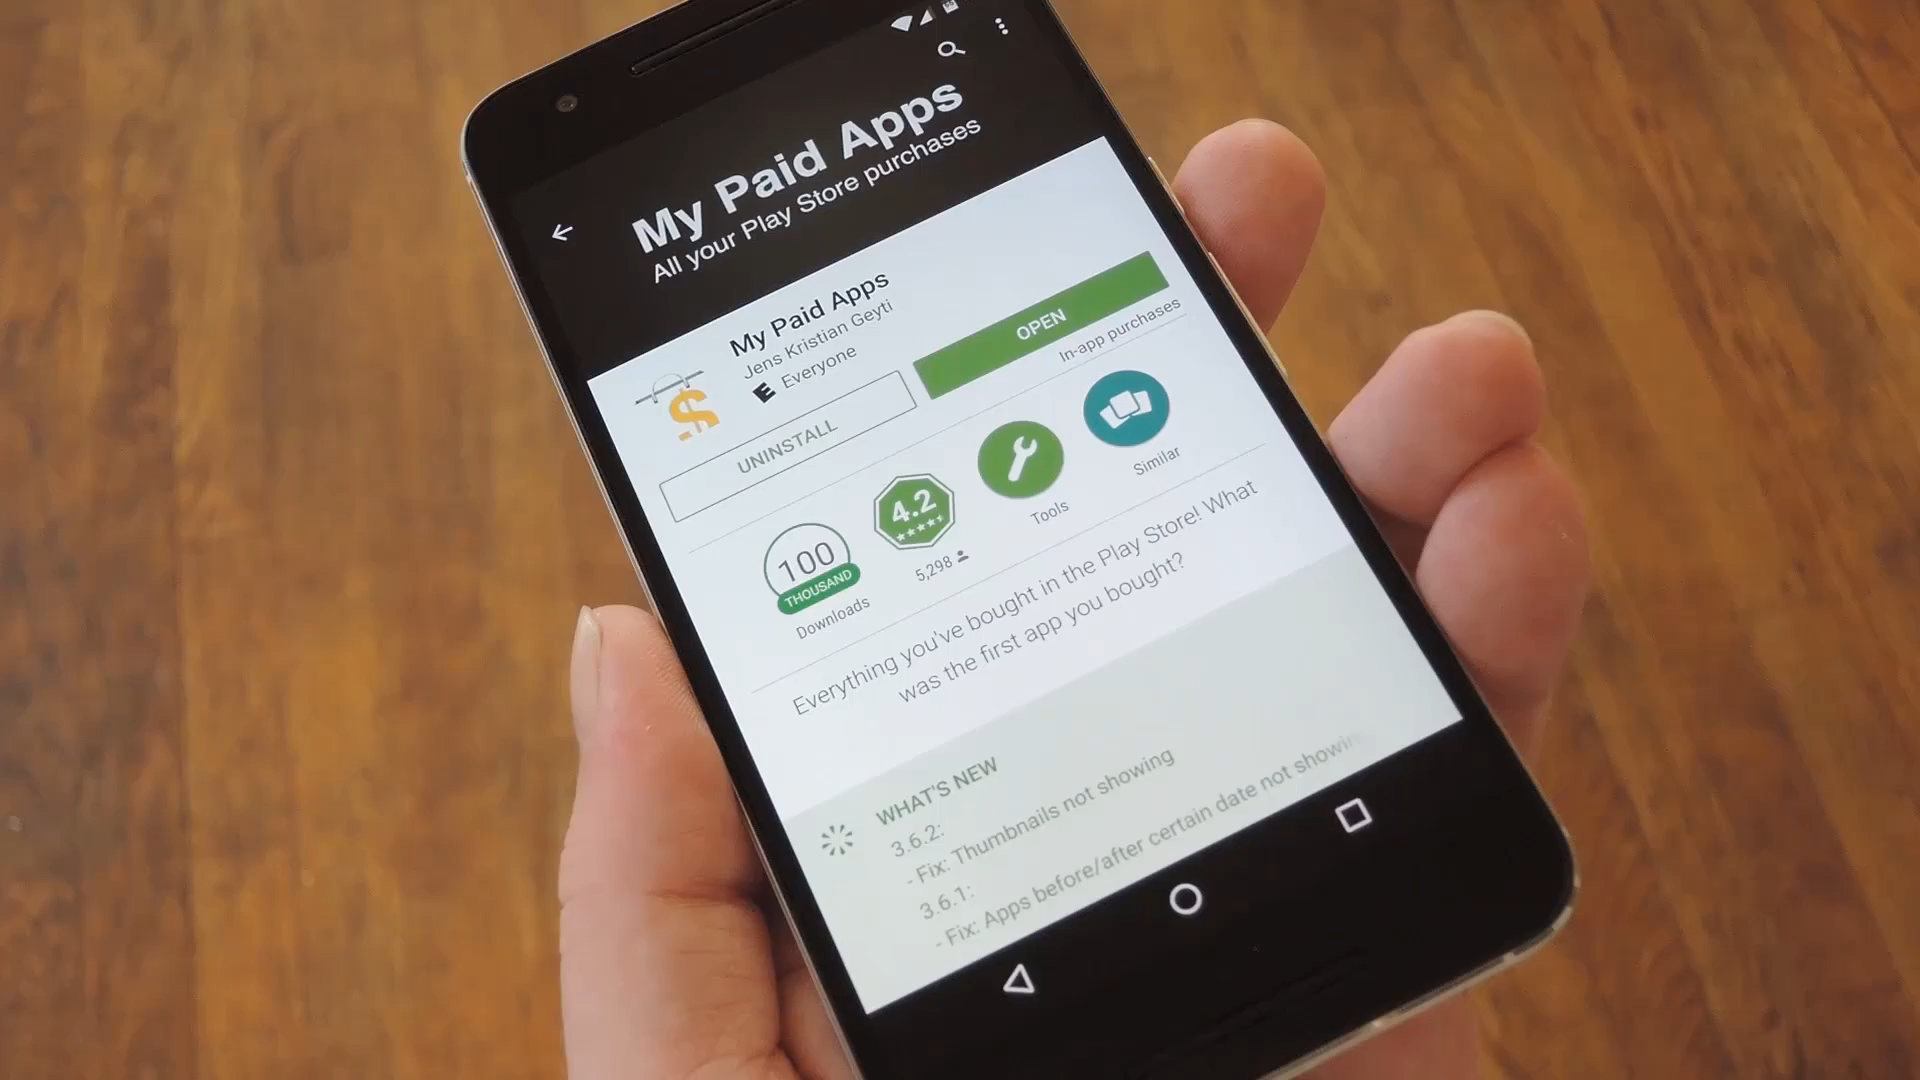 My Paid Apps
All your Play Store purchases
My Paid Apps
Jens Kristian Geyti
E Everyone
UNINSTALL
OPEN
In-app purchases
100
THOUSAND
Downloads
4.2
5,298
Tools
Similar
Everything you've bought in the Play Store! What
was the first app you bought?
WHAT'S NEW
3.6.2:
- Fix: Thumbnails not showing
3.6.1:
- Fix: Apps before/after certain date not showin